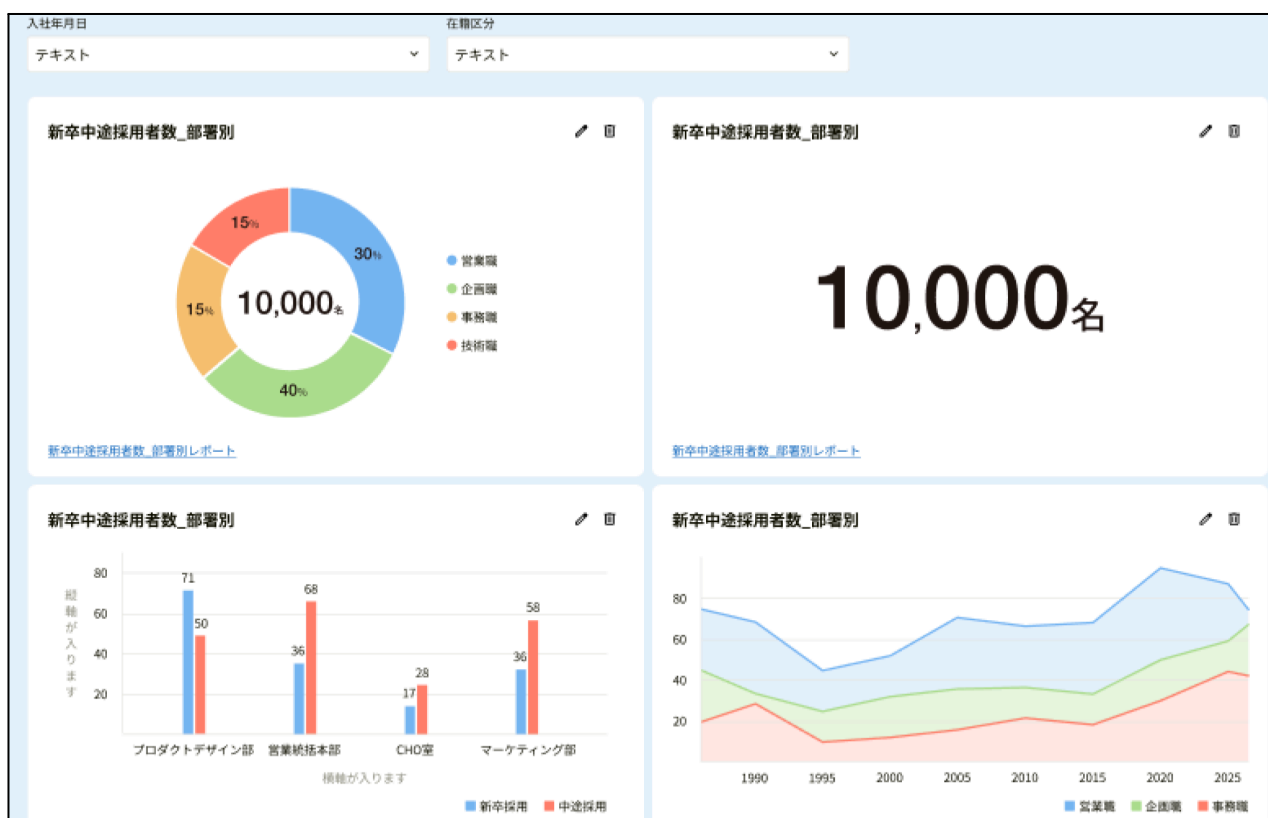 入社年月日
在籍区分
テキスト
テキスト
新卒中途採用者数_部署別
15%
30%
15%
10,000名
40%
営業職
企画職
事務職
技術職
新卒中途採用者数_部署別レポート
新卒中途採用者数_部署別
10,000名
新卒中途採用者数_部署別レポート
新卒中途採用者数_部署別
縦軸が入ります
80
60
40
20
71
50
36
68
17
28
36
58
プロダクトデザイン部 営業統括本部 CHO室 マーケティング部
横軸が入ります
新卒採用 中途採用
新卒中途採用者数_部署別
80
60
40
20
1990 1995 2000 2005 2010 2015 2020 2025
営業職 企画職 事務職